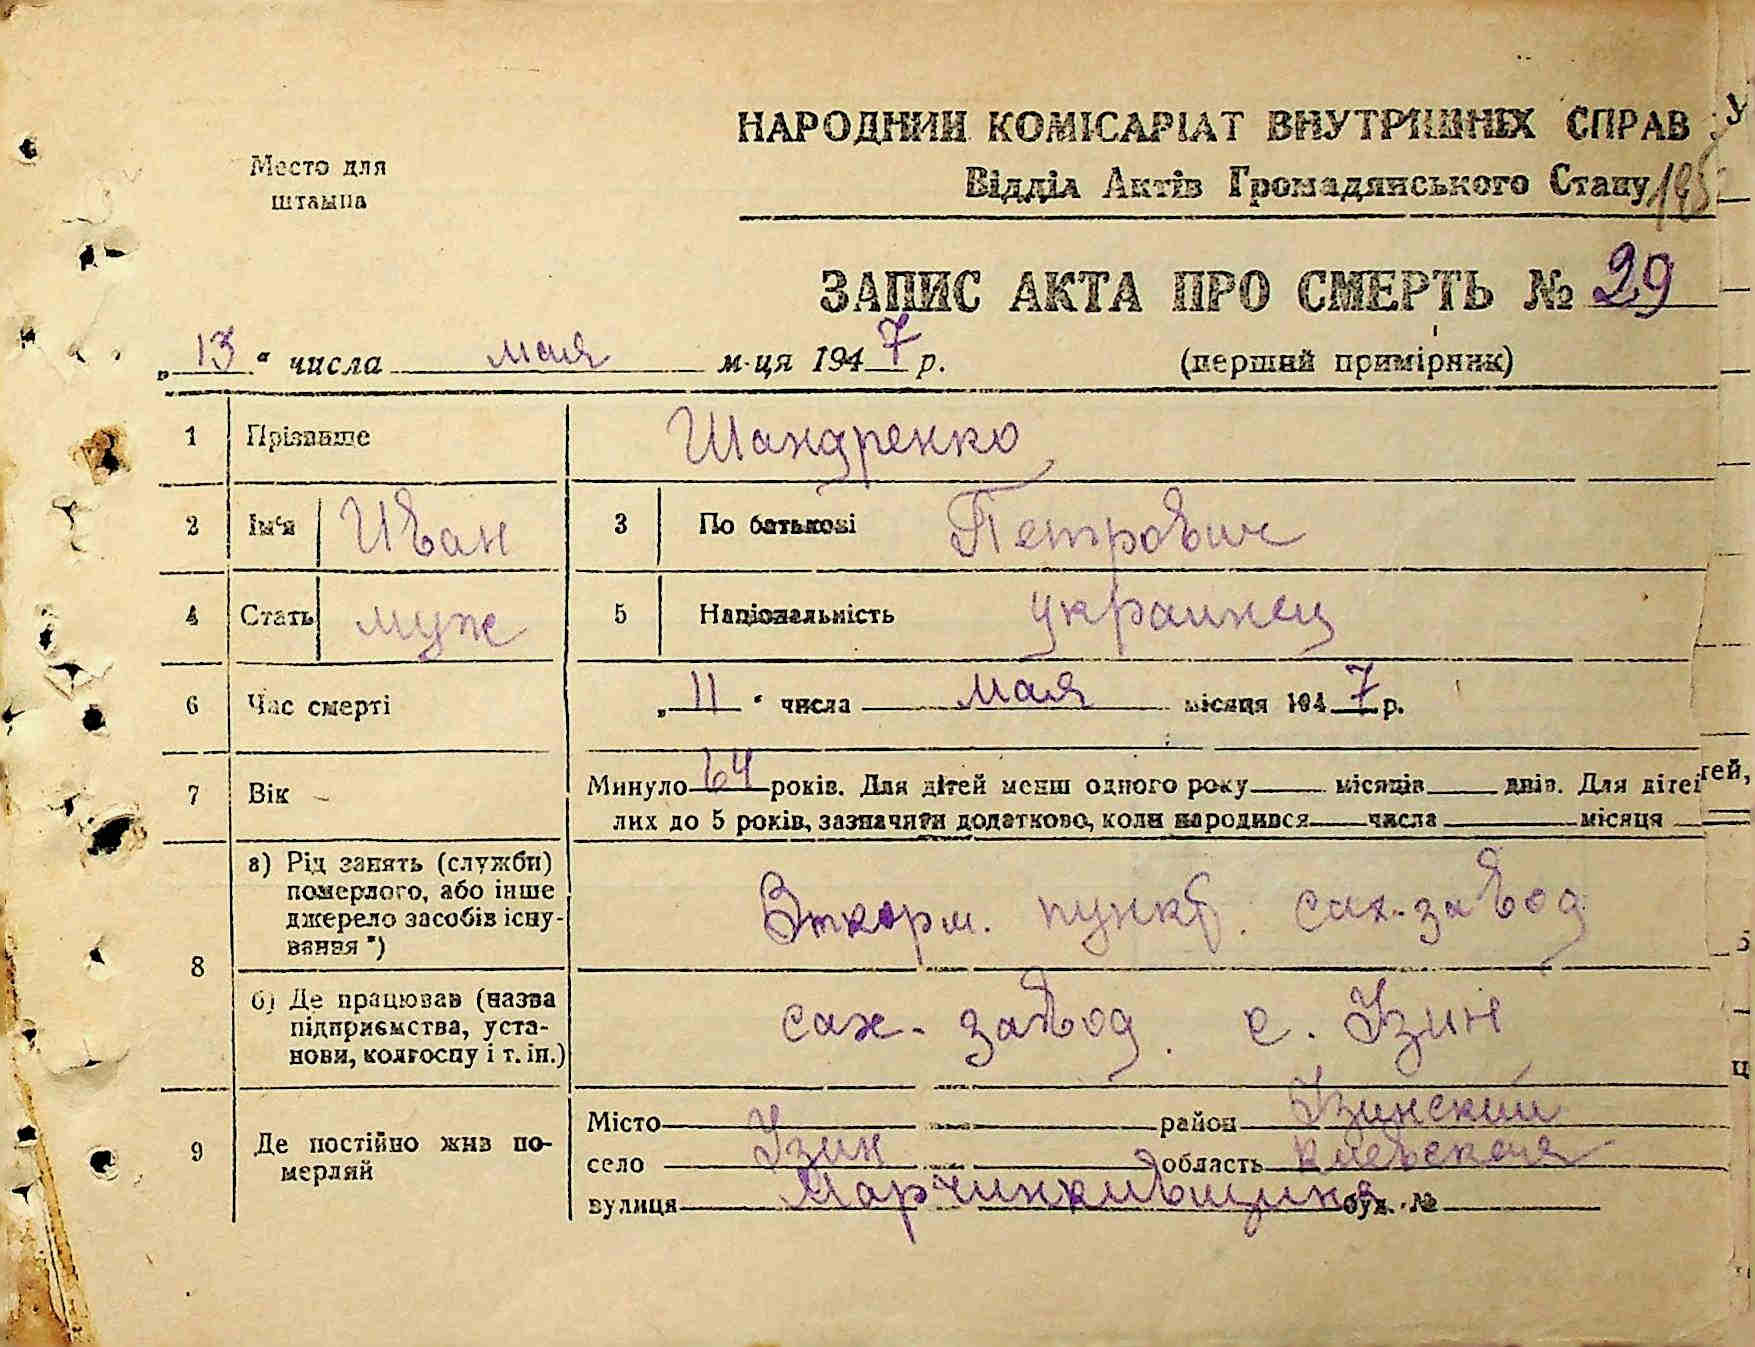 НАРОДНИЙ КОМІСАРІАТ ВНУТРІШНІХ СПРАВ У
Место для
штампа
Відділ Актів Громадянського Стану
ЗАПИС АКТА ПРО СМЕРТЬ № 29
„13“ числа мая м-ця 1947 р. (перший примірник)
1 Прізвище Шандренко
2 Ім'я Иван 3 По батькові Петрович
4 Стать муж 5 Національність украинец
6 Час смерті „11“ числа мая місяця 1947 р.
7 Вік Минуло 64 років. Для дітей менш одного року місяців днів. Для дітей
лих до 5 років, зазначити додатково, коли народився числа місяця
8 а) Рід занять (служби) померлого, або інше джерело засобів існування *) Откорм. пункт. сах-завод
б) Де працював (назва підприємства, установи, колгоспу і т. ін.) сах-завод. с. Узин
9 Де постійно жив померлий
Місто район Узинский
село Узин область Киевская
вулиця буд. №